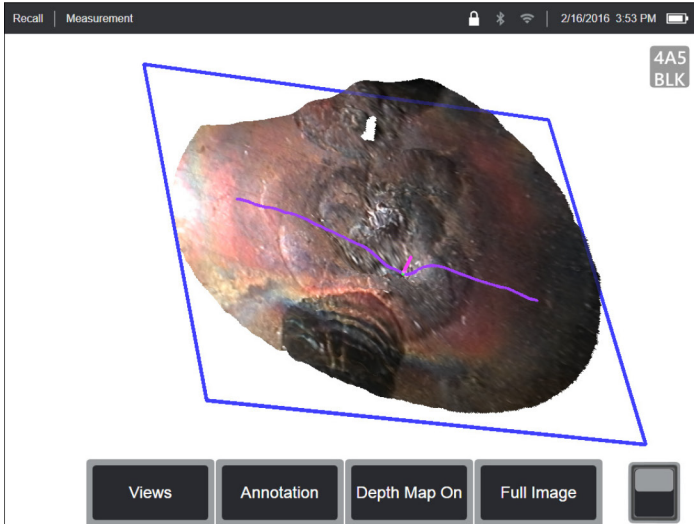 Recall | Measurement 2/16/2016 3:53 PM
4A5
BLK
Views Annotation Depth Map On Full Image